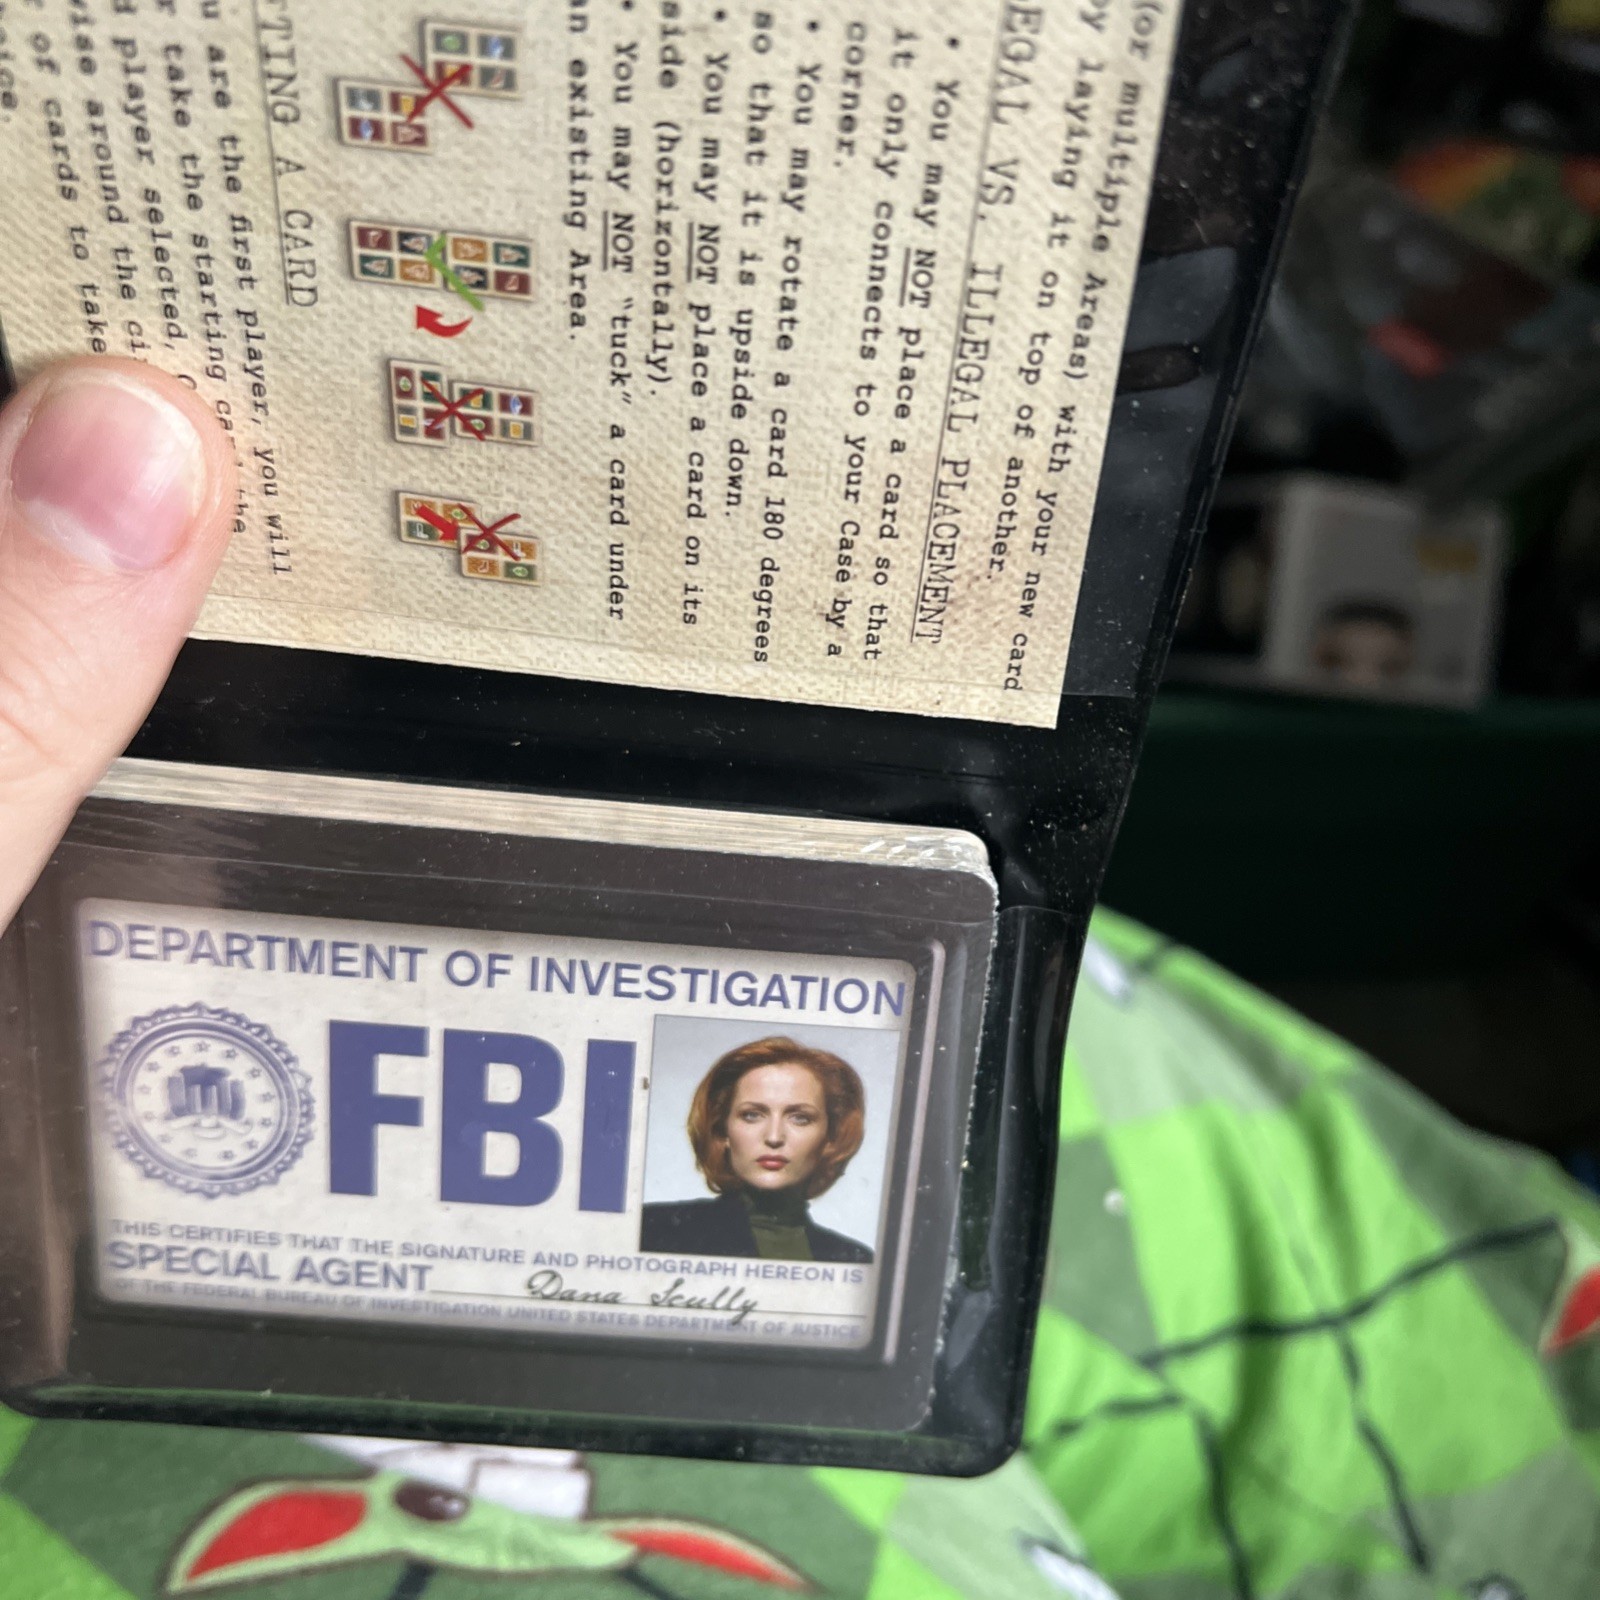 (or multiple Areas) with your new card
by laying it on top of another.
LEGAL VS. ILLEGAL PLACEMENT
• You may NOT place a card so that
it only connects to your Case by a
corner.
• You may rotate a card 180 degrees
so that it is upside down.
• You may NOT place a card on its
side (horizontally).
• You may NOT "tuck" a card under
an existing Area.
TING A CARD
u are the first player, you will
take the starting the
player selected,
wise around the
of cards to take
DEPARTMENT OF INVESTIGATION
FBI
THIS CERTIFIES THAT THE SIGNATURE AND PHOTOGRAPH HEREON IS
SPECIAL AGENT Dana Scully
OF THE FEDERAL BUREAU OF INVESTIGATION UNITED STATES DEPARTMENT OF JUSTICE